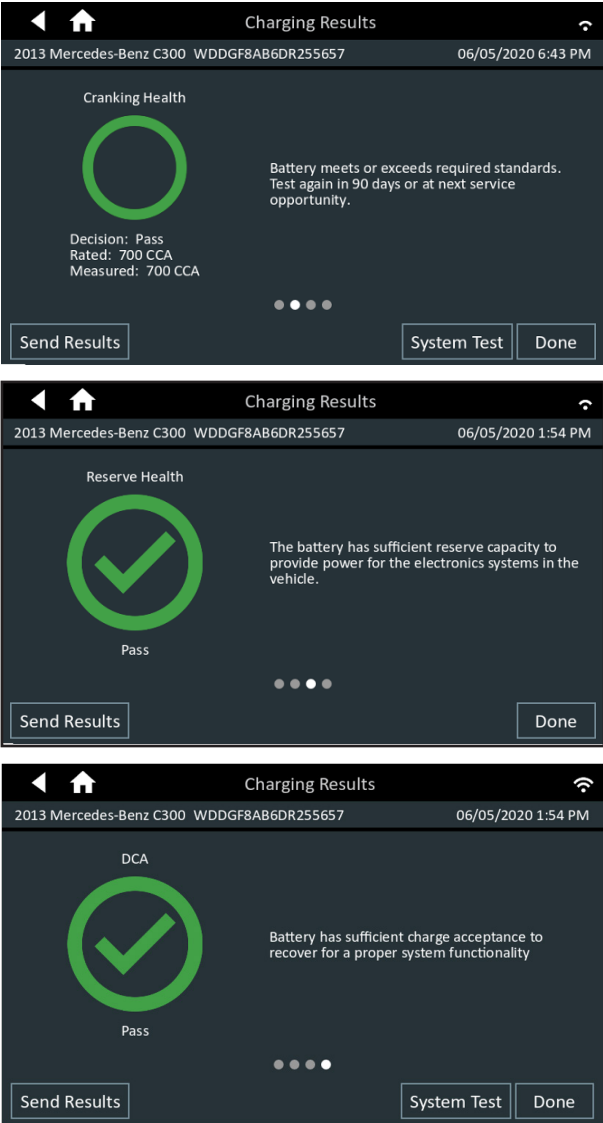 Charging Results
2013 Mercedes-Benz C300 WDDGF8AB6DR255657 06/05/2020 6:43 PM
Cranking Health
Battery meets or exceeds required standards.
Test again in 90 days or at next service
opportunity.
Decision: Pass
Rated: 700 CCA
Measured: 700 CCA
Send Results System Test Done
Charging Results
2013 Mercedes-Benz C300 WDDGF8AB6DR255657 06/05/2020 1:54 PM
Reserve Health
The battery has sufficient reserve capacity to
provide power for the electronics systems in the
vehicle.
Pass
Send Results Done
Charging Results
2013 Mercedes-Benz C300 WDDGF8AB6DR255657 06/05/2020 1:54 PM
DCA
Battery has sufficient charge acceptance to
recover for a proper system functionality
Pass
Send Results System Test Done